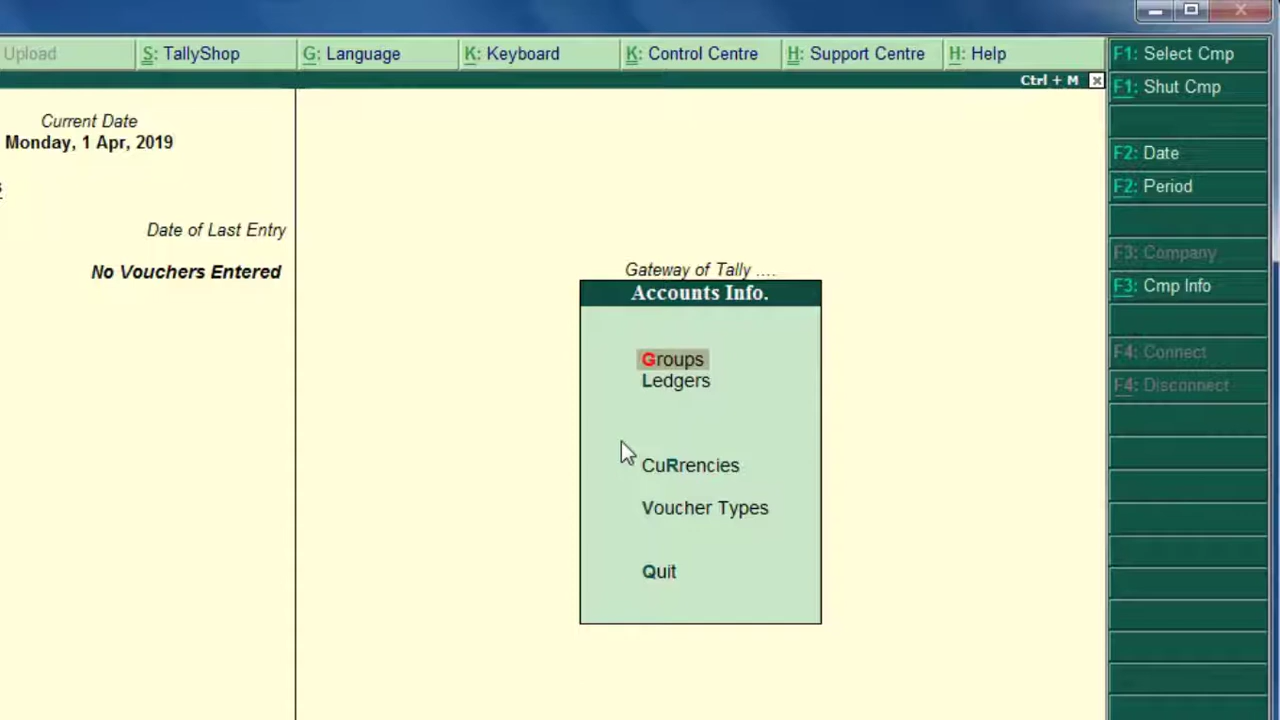 Upload
S: TallyShop
G: Language
K: Keyboard
K: Control Centre
H: Support Centre
H: Help
Ctrl + M
Current Date
Monday, 1 Apr, 2019
Date of Last Entry
No Vouchers Entered
Gateway of Tally ....
Accounts Info.
Groups
Ledgers
CuRrencies
Voucher Types
Quit
F1: Select Cmp
F1: Shut Cmp
F2: Date
F2: Period
F3: Company
F3: Cmp Info
F4: Connect
F4: Disconnect